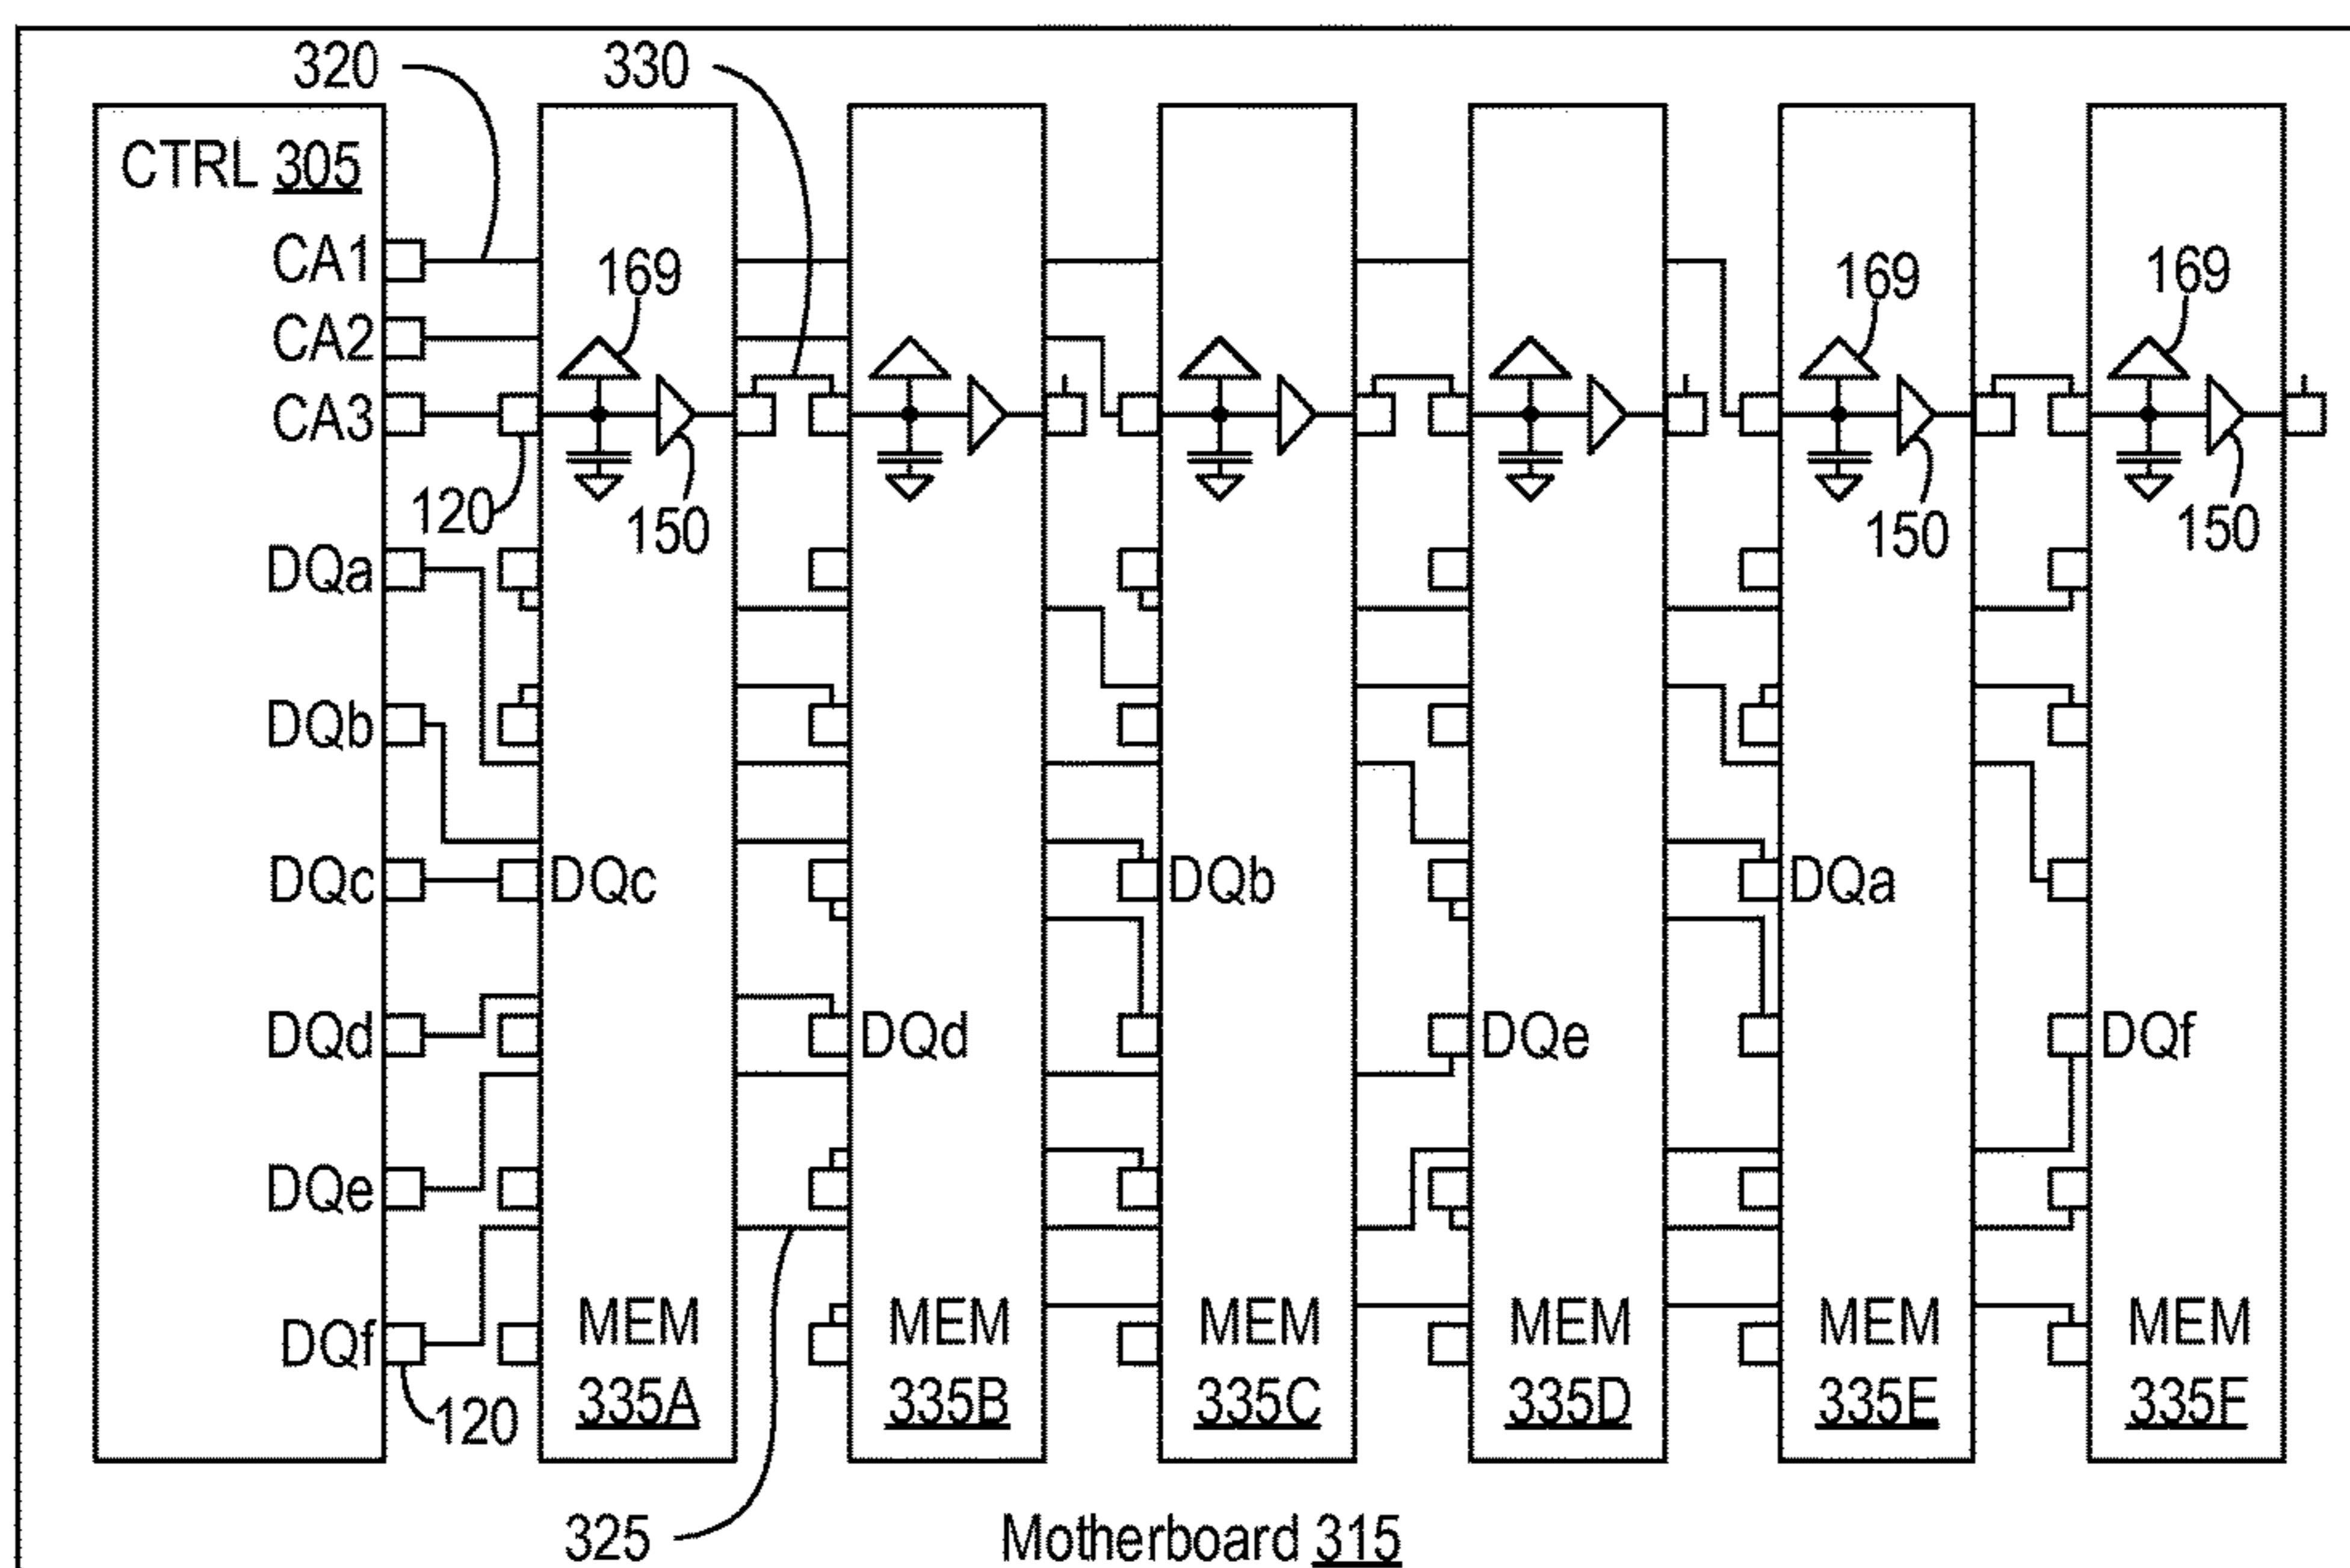 320
330
CTRL 305
CA1
169
169
169
CA2
CA3
120
150
150
150
DQa
DQb
DQc
DQc
DQb
DQa
DQd
DQd
DQe
DQf
DQe
DQf
MEM
335A
MEM
335B
MEM
335C
MEM
335D
MEM
335E
MEM
335F
120
325
Motherboard 315